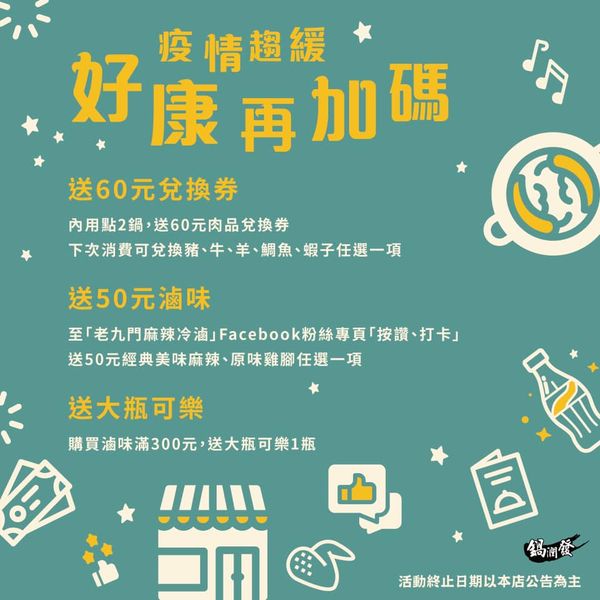 疫情趨緩
好康再加碼
送60元兌換券
內用點2鍋,送60元肉品兌換券
下次消費可兌換豬、牛、羊、鯛魚、蝦子任選一項
送50元滷味
至「老九門麻辣冷滷」Facebook粉絲專頁「按讚、打卡」
送50元經典美味麻辣、原味雞腳任選一項
送大瓶可樂
購買滷味滿300元,送大瓶可樂1瓶
鍋潤發
活動終止日期以本店公告為主